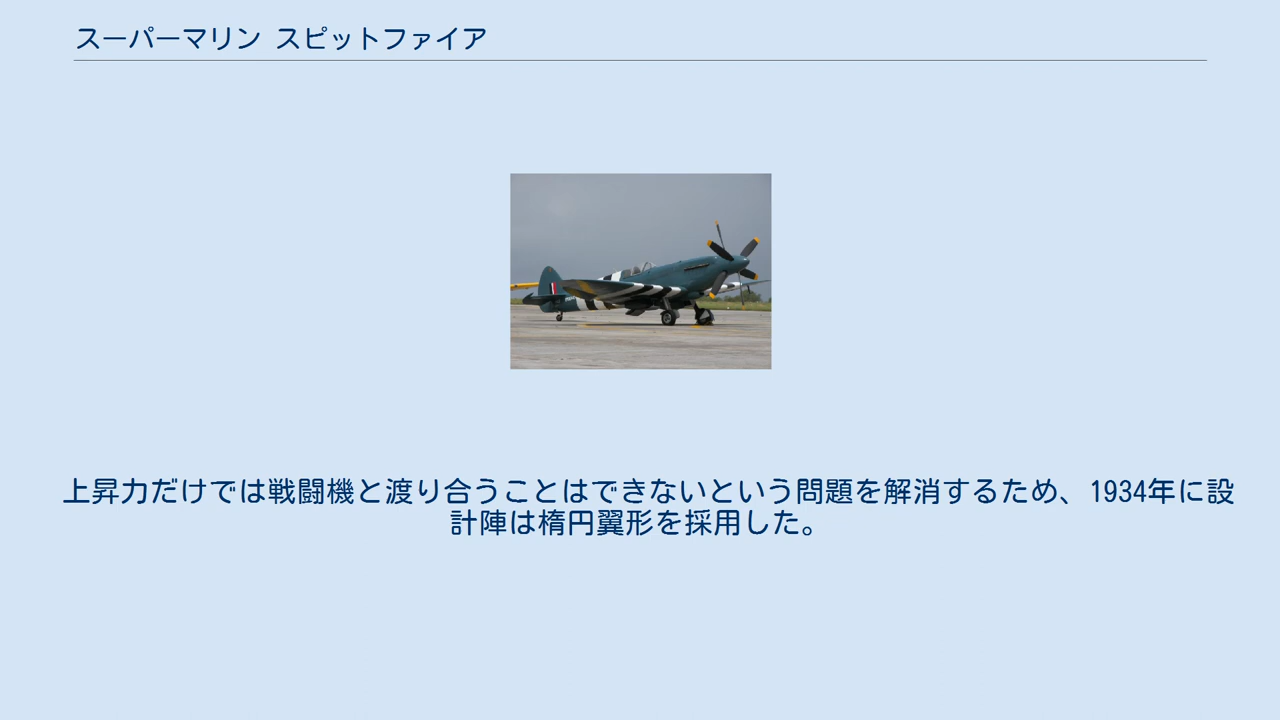 スーパーマリン スピットファイア
上昇力だけでは戦闘機と渡り合うことはできないという問題を解消するため、1934年に設
計陣は楕円翼形を採用した。